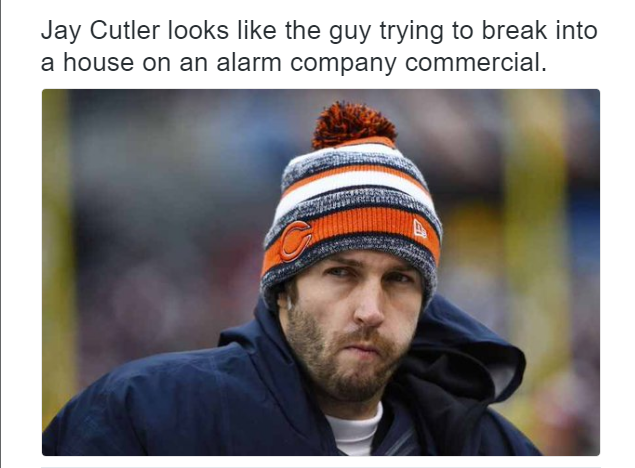 Jay Cutler looks like the guy trying to break into
a house on an alarm company commercial.
C